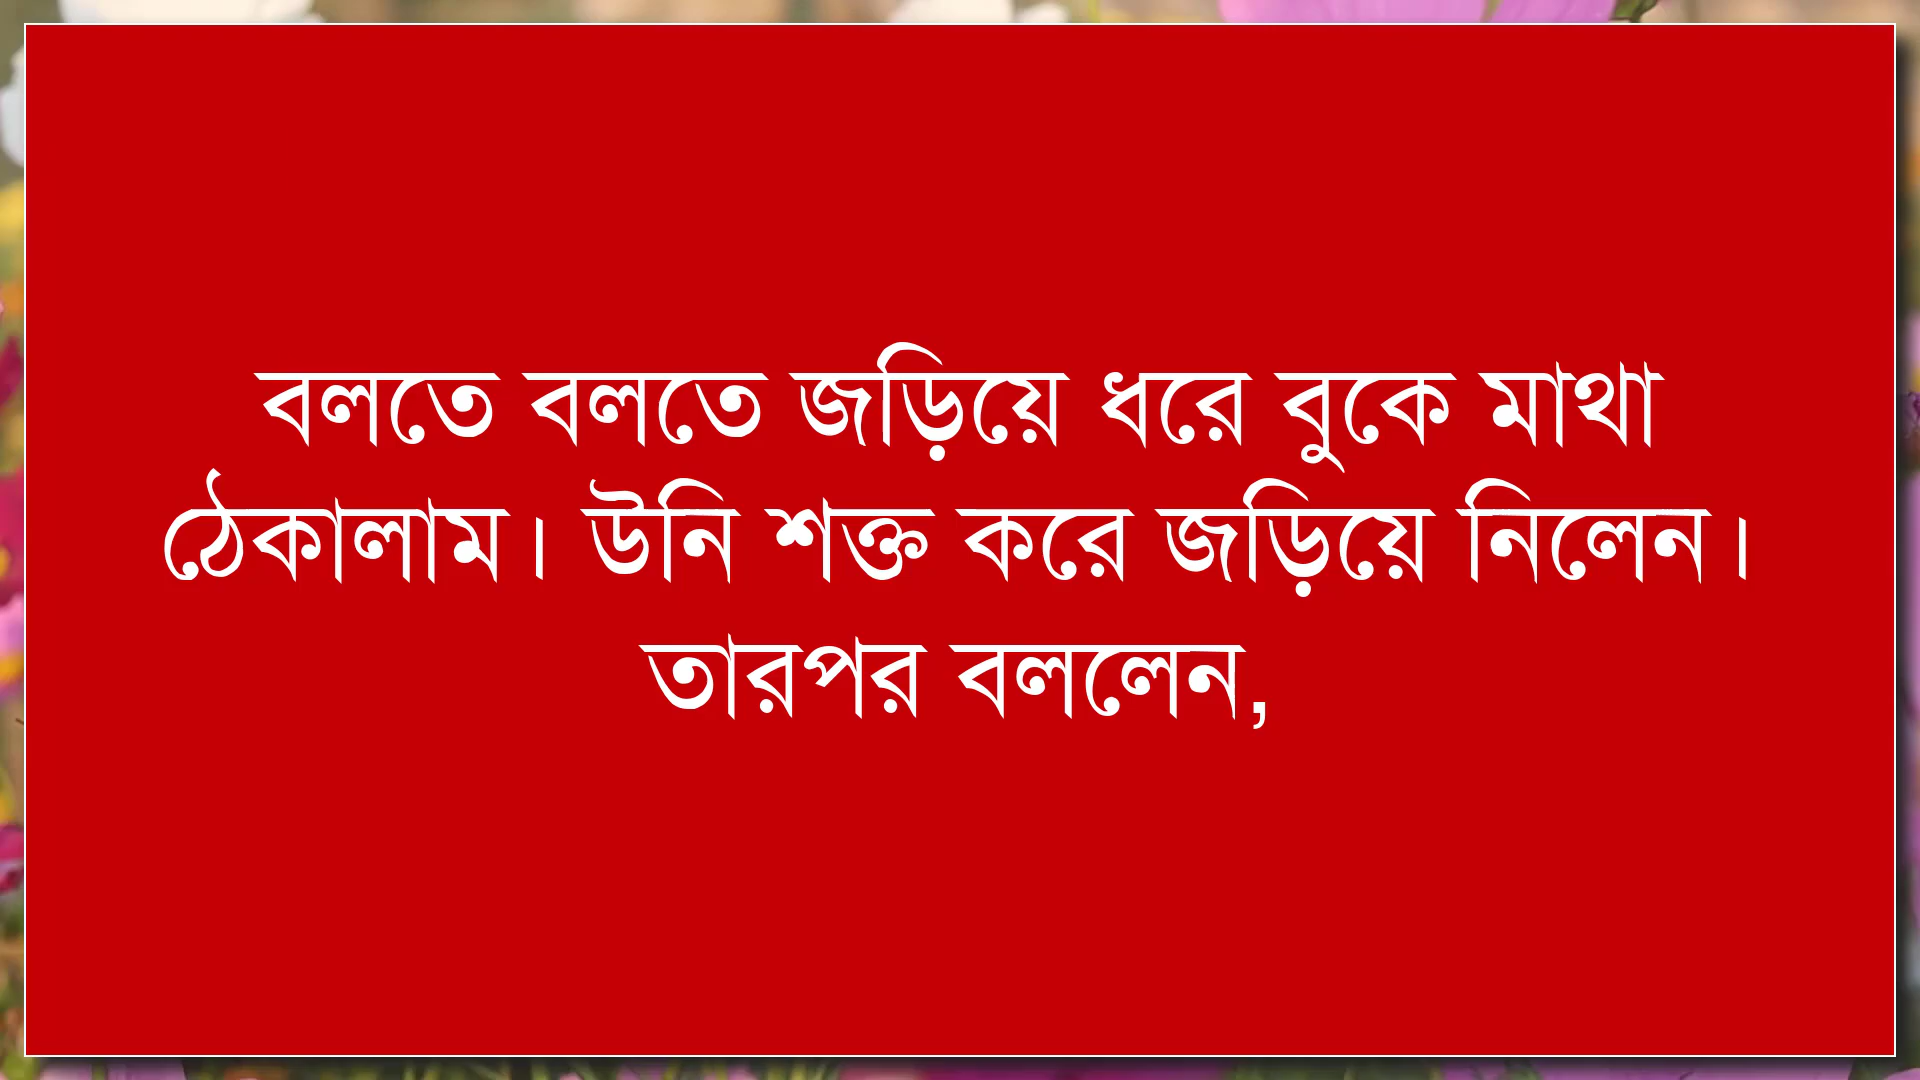 বলতে বলতে জড়িয়ে ধরে বুকে মাথা
ঠেকালাম। উনি শক্ত করে জড়িয়ে নিলেন।
তারপর বললেন,